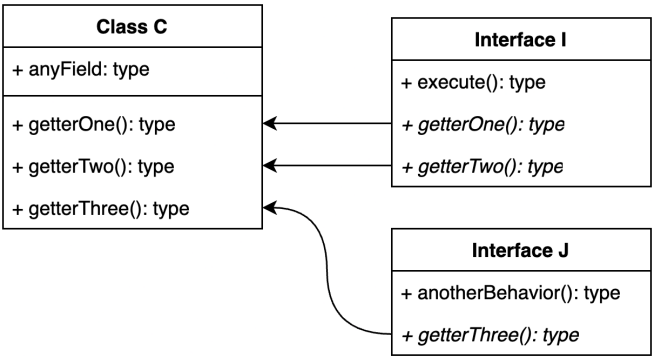 Class C
+ anyField: type
+ getterOne(): type
+ getterTwo(): type
+ getterThree(): type
Interface I
+ execute(): type
+ getterOne(): type
+ getterTwo(): type
Interface J
+ anotherBehavior(): type
+ getterThree(): type